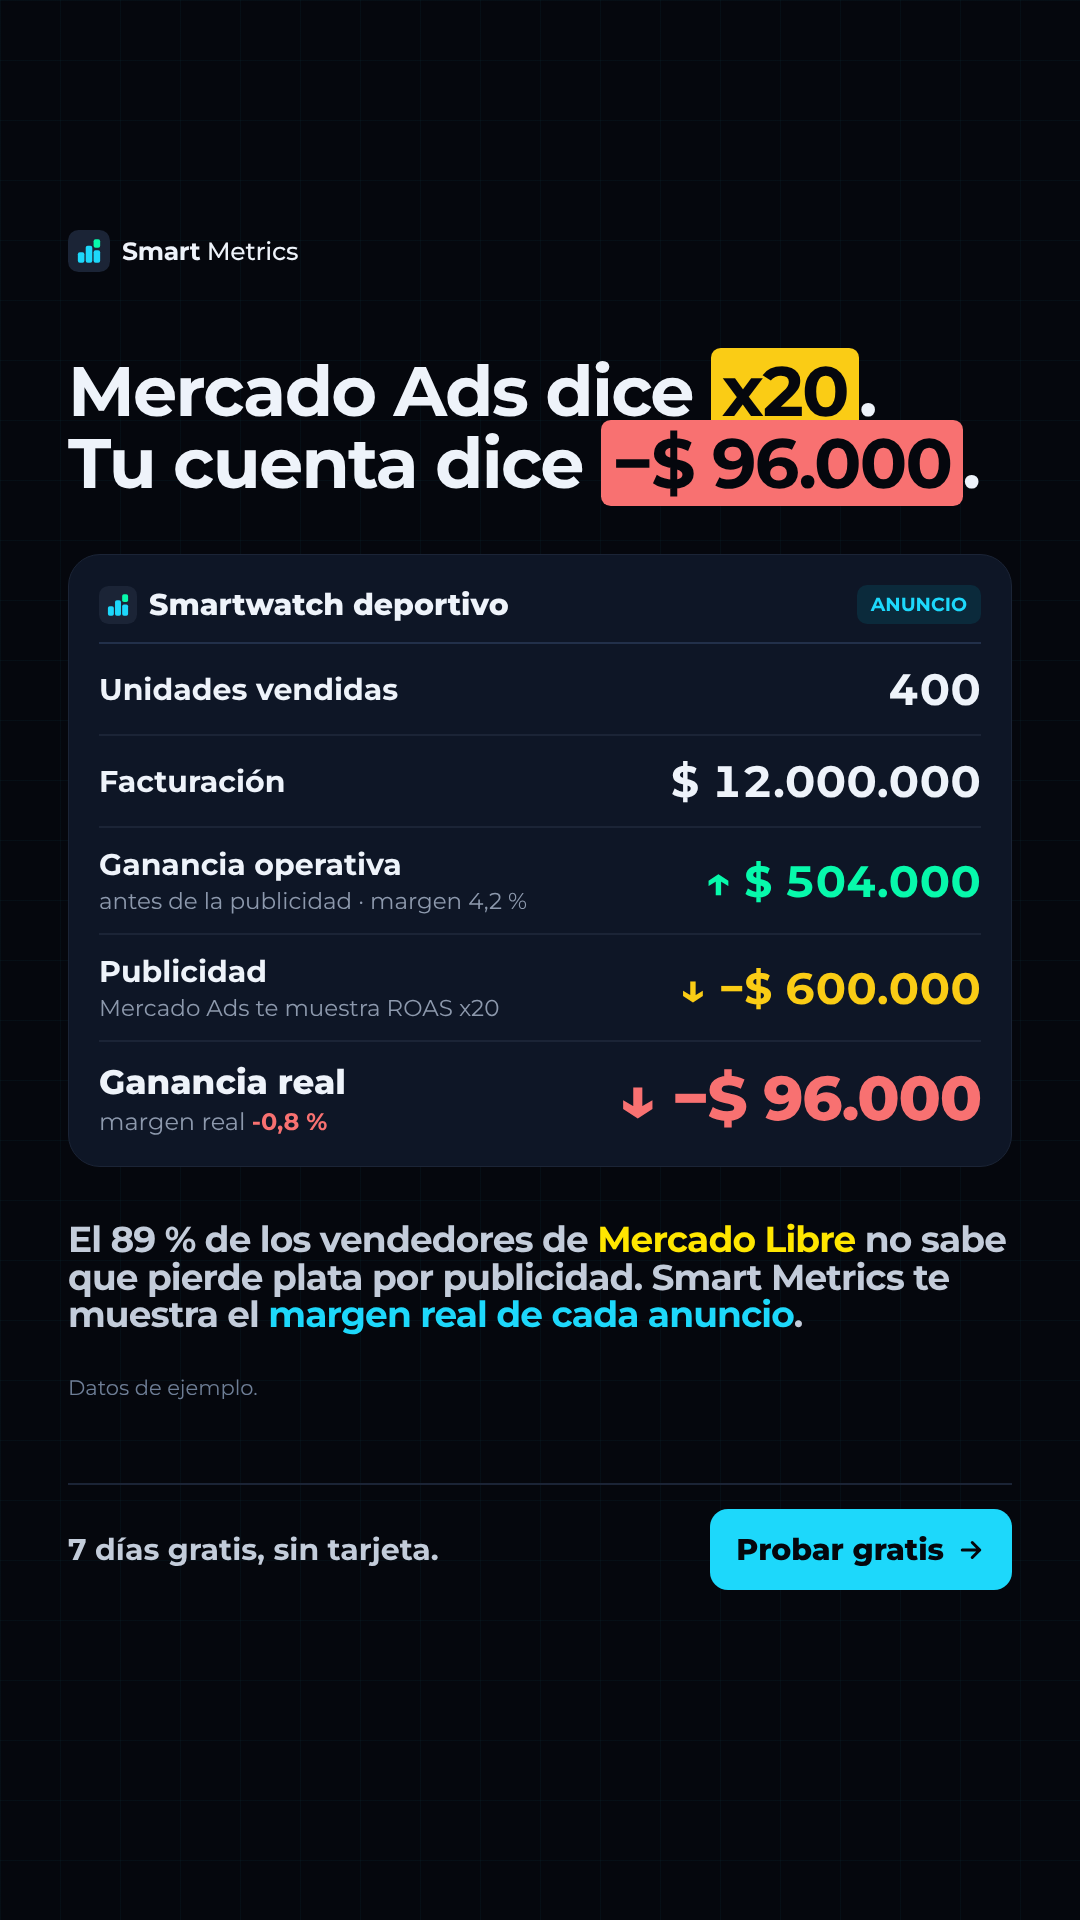 Smart Metrics
Mercado Ads dice x20.
Tu cuenta dice −$ 96.000.
Smartwatch deportivo
ANUNCIO
Unidades vendidas
400
Facturación
$ 12.000.000
Ganancia operativa
antes de la publicidad · margen 4,2 %
↑ $ 504.000
Publicidad
Mercado Ads te muestra ROAS x20
↓ −$ 600.000
Ganancia real
margen real -0,8 %
↓ −$ 96.000
El 89 % de los vendedores de Mercado Libre no sabe
que pierde plata por publicidad. Smart Metrics te
muestra el margen real de cada anuncio.
Datos de ejemplo.
7 días gratis, sin tarjeta.
Probar gratis →